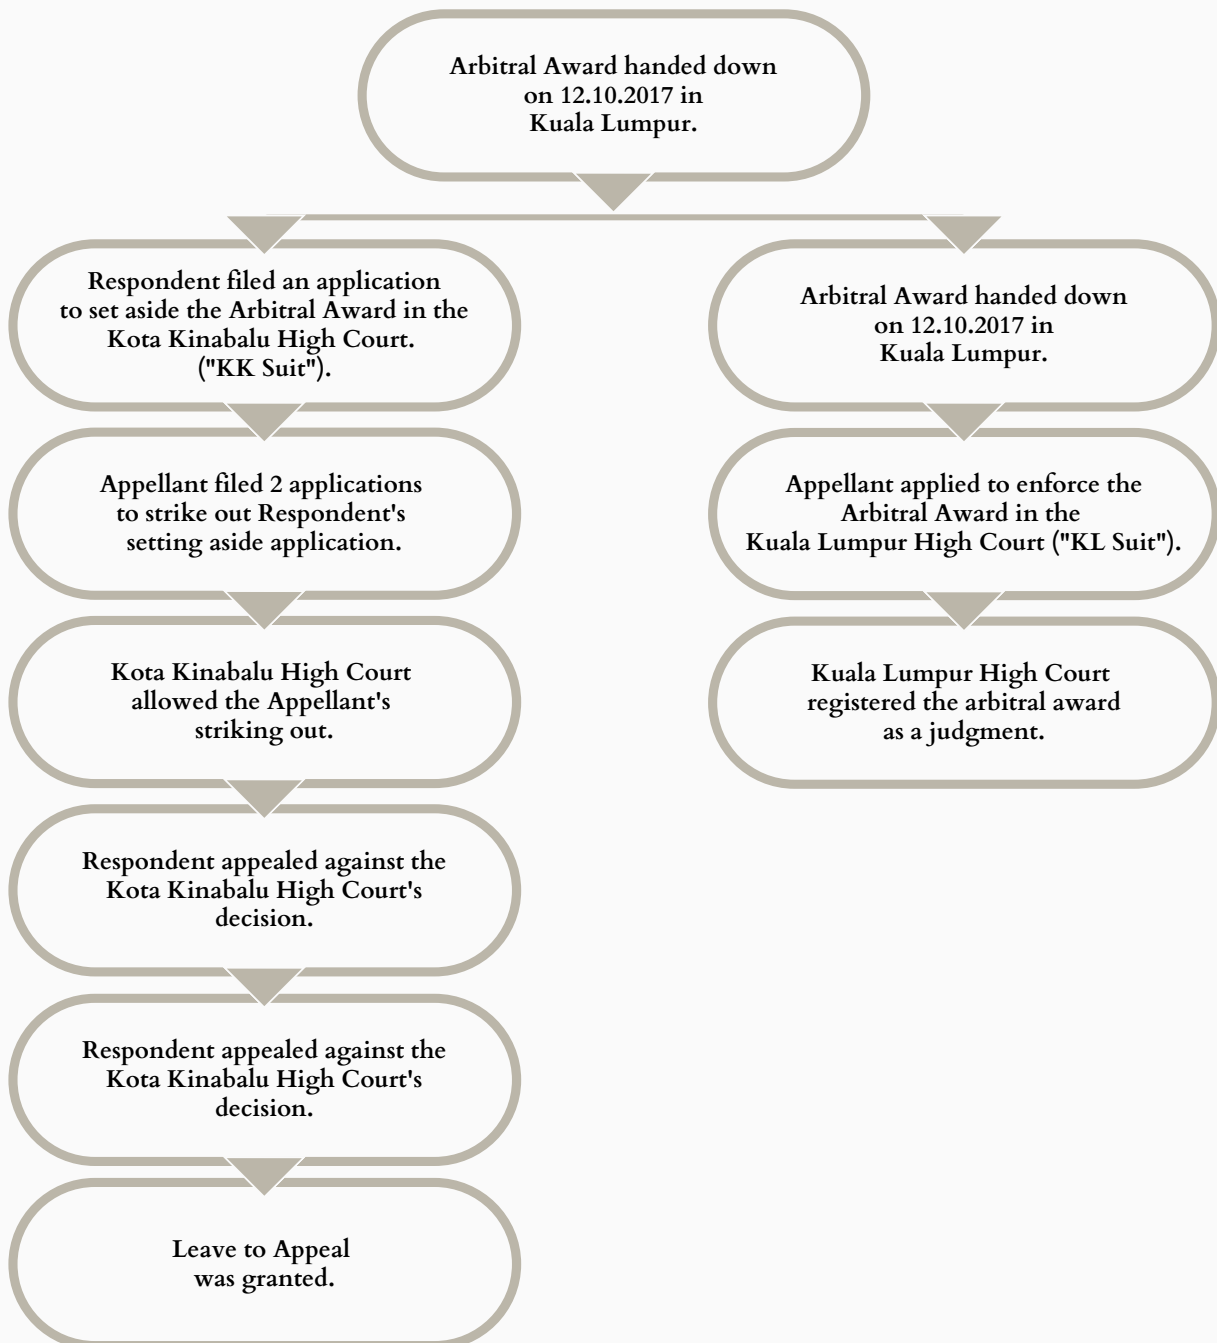 Arbitral Award handed down
on 12.10.2017 in
Kuala Lumpur.
Respondent filed an application
to set aside the Arbitral Award in the
Kota Kinabalu High Court.
("KK Suit").
Appellant filed 2 applications
to strike out Respondent's
setting aside application.
Kota Kinabalu High Court
allowed the Appellant's
striking out.
Respondent appealed against the
Kota Kinabalu High Court's
decision.
Respondent appealed against the
Kota Kinabalu High Court's
decision.
Leave to Appeal
was granted.
Arbitral Award handed down
on 12.10.2017 in
Kuala Lumpur.
Appellant applied to enforce the
Arbitral Award in the
Kuala Lumpur High Court ("KL Suit").
Kuala Lumpur High Court
registered the arbitral award
as a judgment.